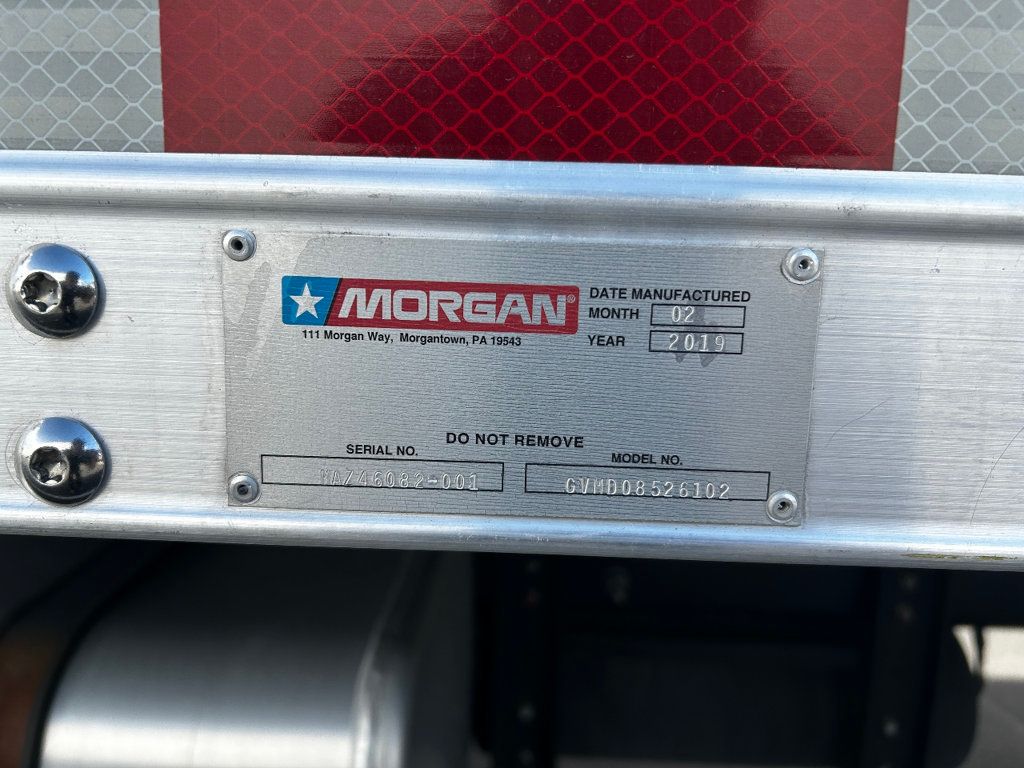 MORGAN®
111 Morgan Way, Morgantown, PA 19543
DATE MANUFACTURED
MONTH 02
YEAR 2019
DO NOT REMOVE
SERIAL NO.
MODEL NO.
GVMD08526102